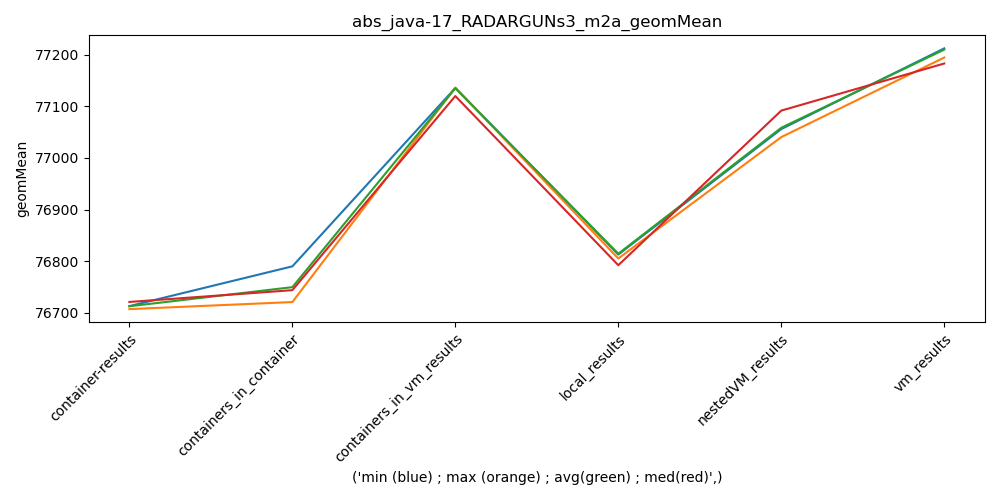 abs_java-17_RADARGUNs3_m2a_geomMean
77200
77100
77000
76900
76800
76700
geomMean
container-results
containers_in_container
containers_in_vm_results
local_results
nestedVM_results
vm_results
('min (blue) ; max (orange) ; avg(green) ; med(red)',)